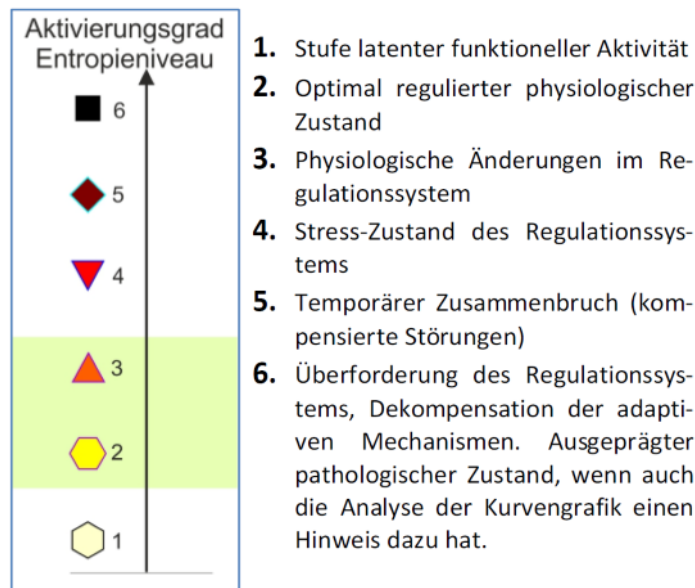 Aktivierungsgrad
Entropieniveau
6
5
4
3
2
1
1. Stufe latenter funktioneller Aktivität
2. Optimal regulierter physiologischer
Zustand
3. Physiologische Änderungen im Re-
gulationssystem
4. Stress-Zustand des Regulationssys-
tems
5. Temporärer Zusammenbruch (kom-
pensierte Störungen)
6. Überforderung des Regulationssys-
tems, Dekompensation der adapti-
ven Mechanismen. Ausgeprägter
pathologischer Zustand, wenn auch
die Analyse der Kurvengrafik einen
Hinweis dazu hat.